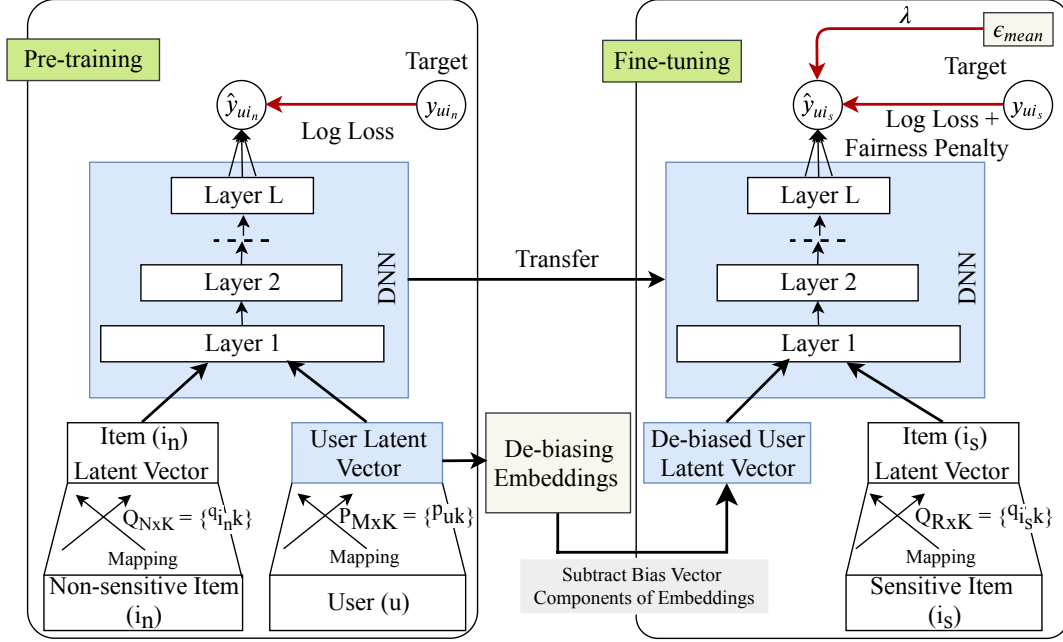 Pre-training
Target
ŷ_{ui_n}
y_{ui_n}
Log Loss
Layer L
Layer 2
Layer 1
DNN
Item (i_n)
Latent Vector
User Latent
Vector
Q_{NxK} = {q_{i_nk}}
Mapping
P_{MxK} = {p_{uk}}
Mapping
Non-sensitive Item
(i_n)
User (u)
Transfer
De-biasing
Embeddings
Subtract Bias Vector
Components of Embeddings
Fine-tuning
λ
ϵ_{mean}
Target
ŷ_{ui_s}
y_{ui_s}
Log Loss +
Fairness Penalty
Layer L
Layer 2
Layer 1
DNN
De-biased User
Latent Vector
Item (i_s)
Latent Vector
Q_{RxK} = {q_{i_sk}}
Mapping
Sensitive Item
(i_s)